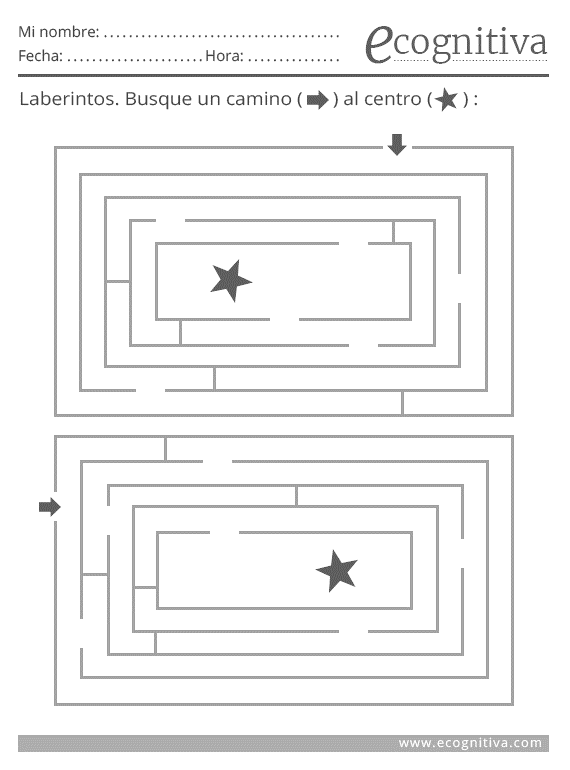 Mi nombre: ......................................
Fecha: ......................Hora: ...............
ecognitiva
Laberintos. Busque un camino ( ) al centro ( ) :
www.ecognitiva.com